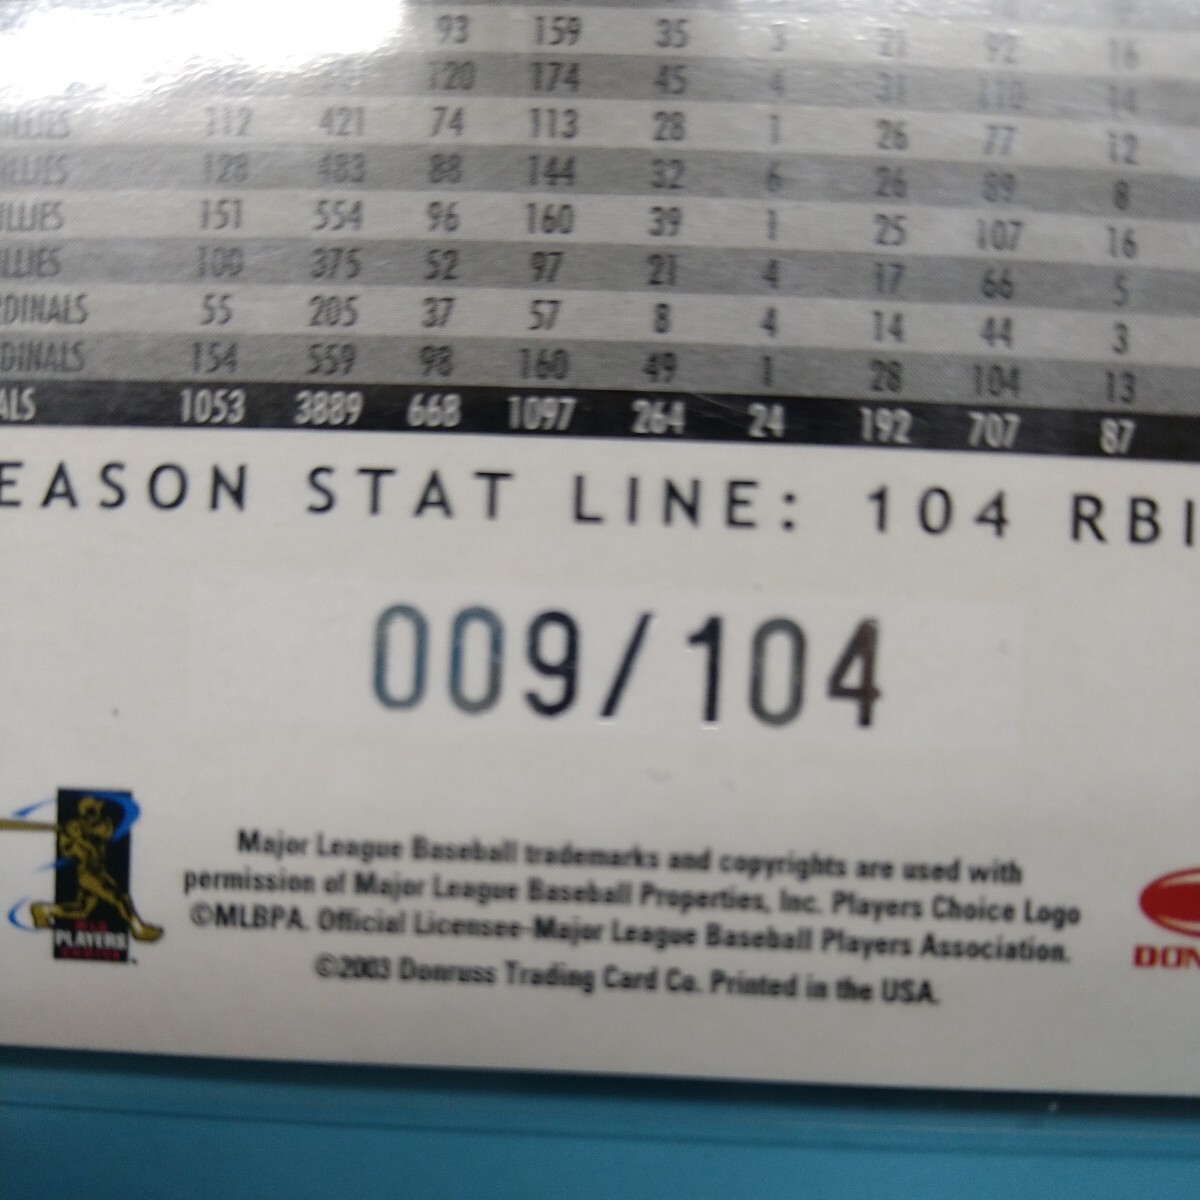 93 159 35 3 21 92 16
120 174 45 4 31 110 14
112 421 74 113 28 1 26 77 12
128 483 88 144 32 6 26 89 8
151 554 96 160 39 1 25 107 16
100 375 52 97 21 4 17 66 5
DINALS 55 205 37 57 8 4 14 44 3
DINALS 154 559 98 160 49 1 28 104 13
ALS 1053 3889 668 1097 264 24 192 707 87
EASON STAT LINE: 104 RBI
009/104
Major League Baseball trademarks and copyrights are used with
permission of Major League Baseball Properties, Inc. Players Choice Logo
©MLBPA. Official Licensee-Major League Baseball Players Association.
©2003 Donruss Trading Card Co. Printed in the USA.
PLAYERS
DON